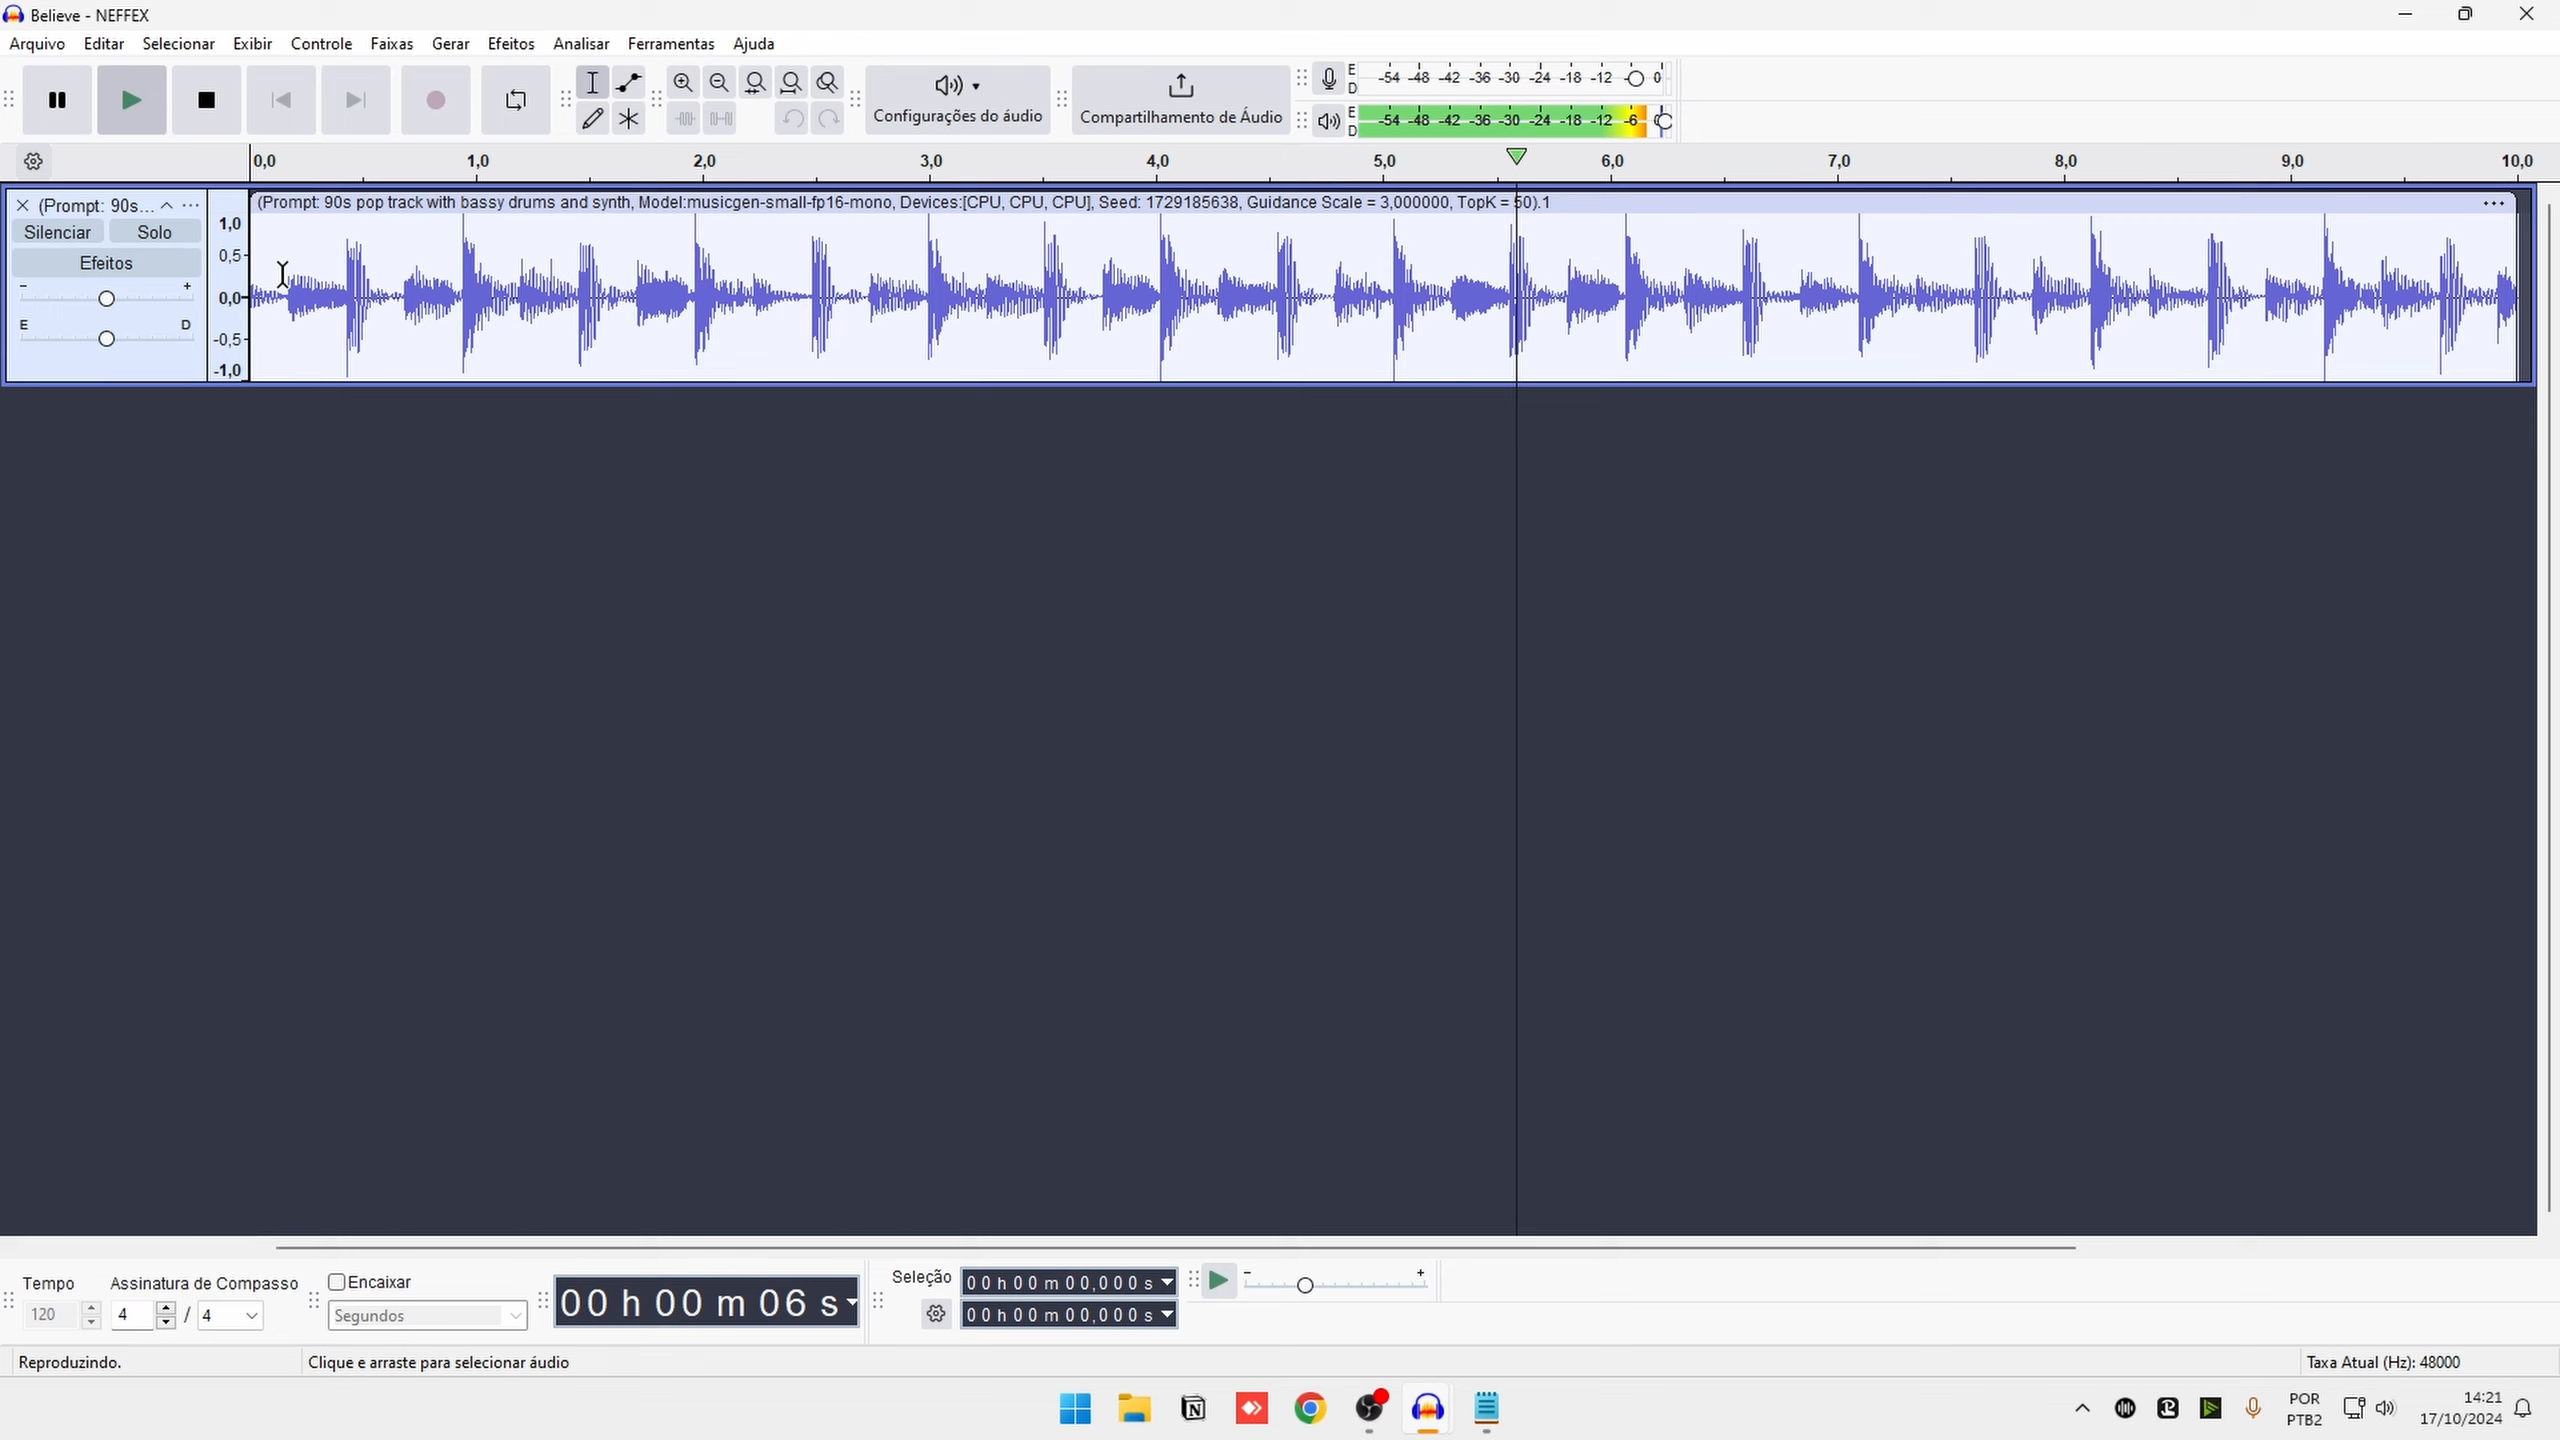 Believe - NEFFEX
Arquivo Editar Selecionar Exibir Controle Faixas Gerar Efeitos Analisar Ferramentas Ajuda
E
D
-54 -48 -42 -36 -30 -24 -18 -12 0
Configurações do áudio
Compartilhamento de Áudio
E
D
-54 -48 -42 -36 -30 -24 -18 -12 -6
0,0 1,0 2,0 3,0 4,0 5,0 6,0 7,0 8,0 9,0 10,0
(Prompt: 90s...
(Prompt: 90s pop track with bassy drums and synth, Model:musicgen-small-fp16-mono, Devices:[CPU, CPU, CPU], Seed: 1729185638, Guidance Scale = 3,000000, TopK = 50).1
Silenciar Solo
Efeitos
- +
E D
1,0
0,5
0,0
-0,5
-1,0
Tempo
120
Assinatura de Compasso
4 / 4
Encaixar
Segundos
00 h 00 m 06 s
Seleção
00 h 00 m 00,000 s
00 h 00 m 00,000 s
- +
Reproduzindo.
Clique e arraste para selecionar áudio
Taxa Atual (Hz): 48000
POR
PTB2
14:21
17/10/2024